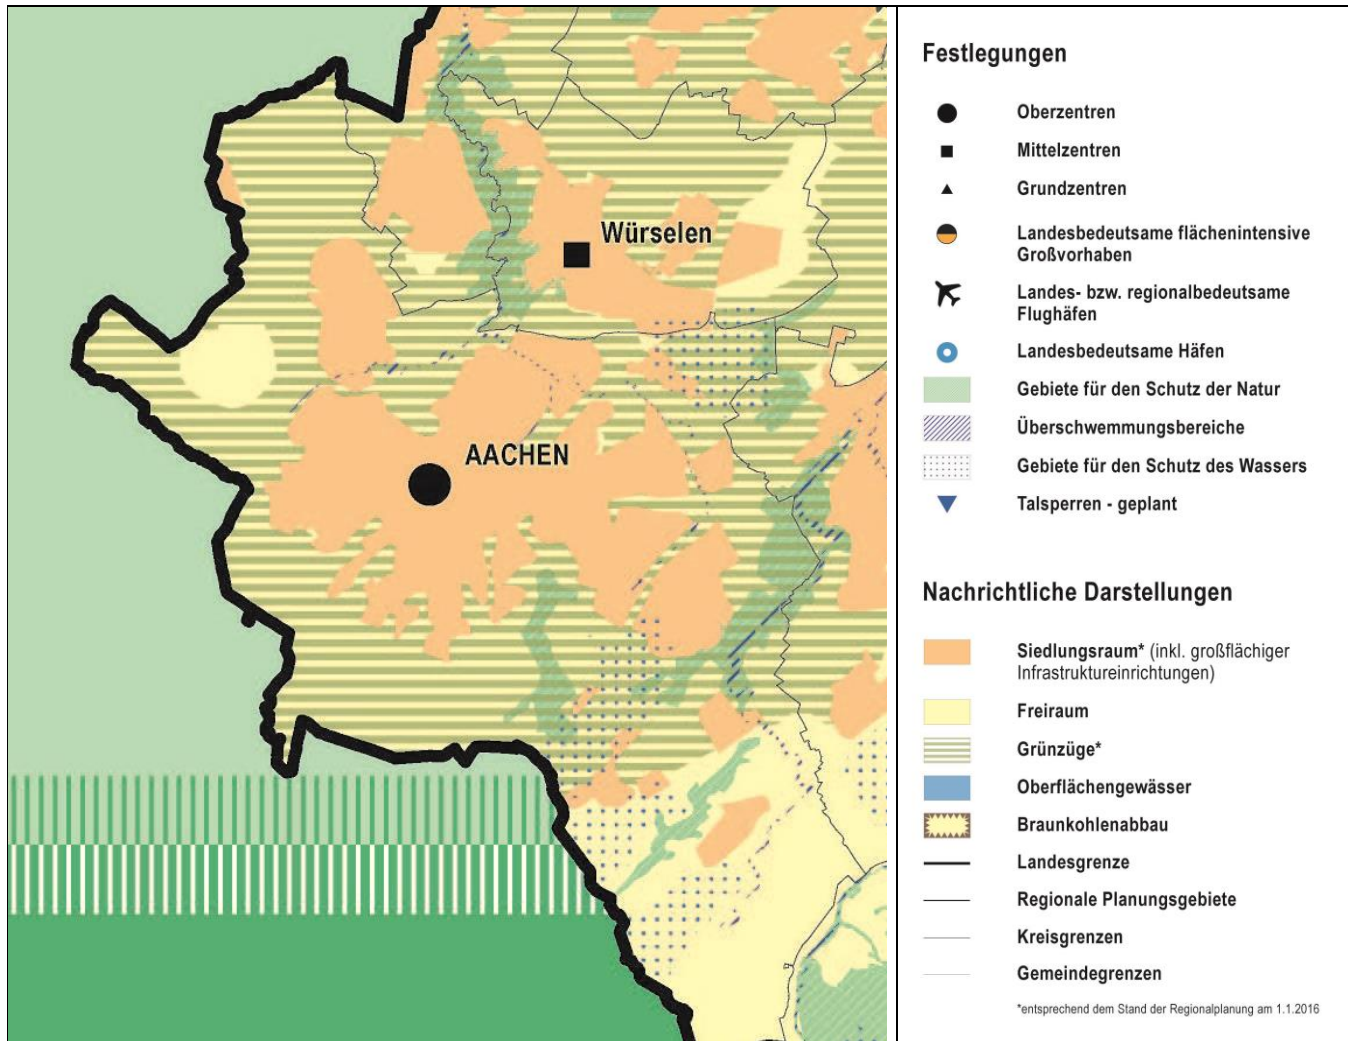 Würselen
AACHEN
Festlegungen
Oberzentren
Mittelzentren
Grundzentren
Landesbedeutsame flächenintensive
Großvorhaben
Landes- bzw. regionalbedeutsame
Flughäfen
Landesbedeutsame Häfen
Gebiete für den Schutz der Natur
Überschwemmungsbereiche
Gebiete für den Schutz des Wassers
Talsperren - geplant
Nachrichtliche Darstellungen
Siedlungsraum* (inkl. großflächiger
Infrastruktureinrichtungen)
Freiraum
Grünzüge*
Oberflächengewässer
Braunkohlenabbau
Landesgrenze
Regionale Planungsgebiete
Kreisgrenzen
Gemeindegrenzen
*entsprechend dem Stand der Regionalplanung am 1.1.2016